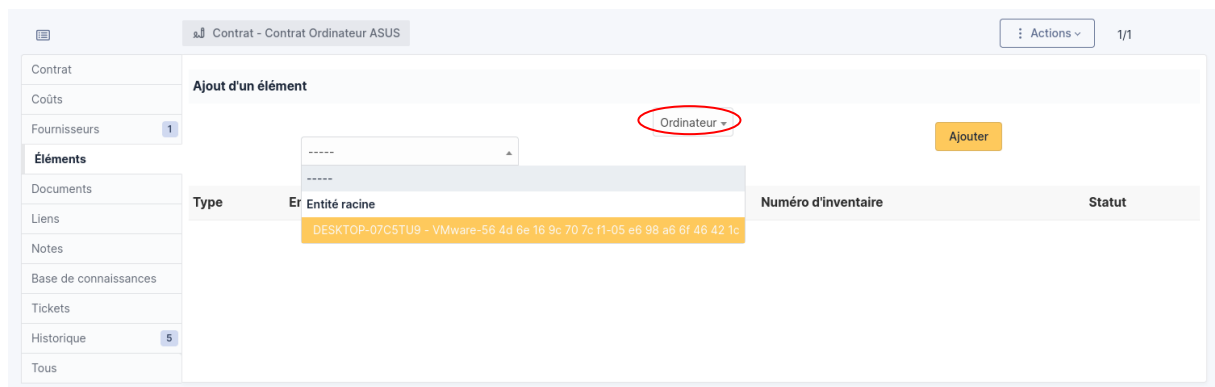 Contrat - Contrat Ordinateur ASUS
Actions
1/1
Contrat
Coûts
Fournisseurs 1
Éléments
Documents
Liens
Notes
Base de connaissances
Tickets
Historique 5
Tous
Ajout d'un élément
Ordinateur
Ajouter
-----
-----
Entité racine
DESKTOP-07C5TU9 - VMware-56 4d 6e 16 9c 70 7c f1-05 e6 98 a6 6f 46 42 1c
Type
Numéro d'inventaire
Statut